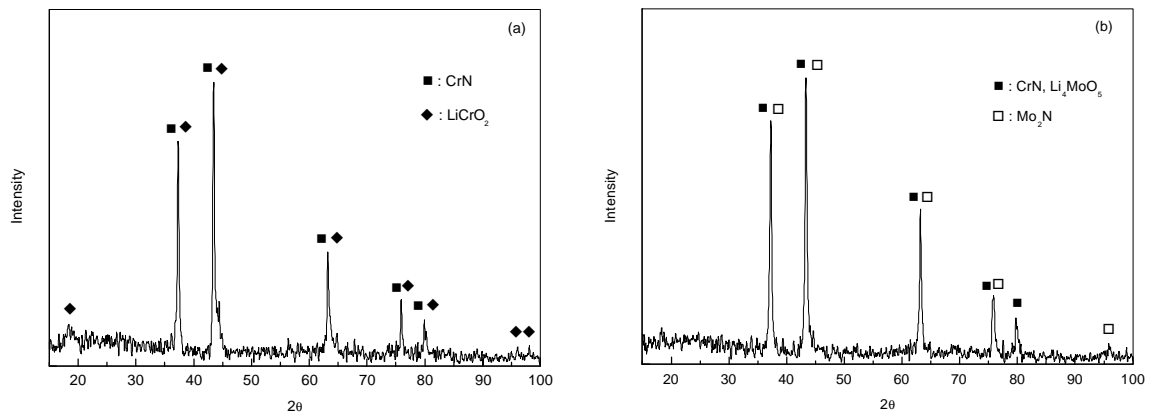 (a)
■ : CrN
◆ : LiCrO₂
Intensity
20 30 40 50 60 70 80 90 100
2θ
(b)
■ : CrN, Li₄MoO₅
□ : Mo₂N
Intensity
20 30 40 50 60 70 80 90 100
2θ